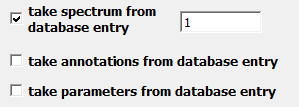 take spectrum from
database entry
1
take annotations from database entry
take parameters from database entry